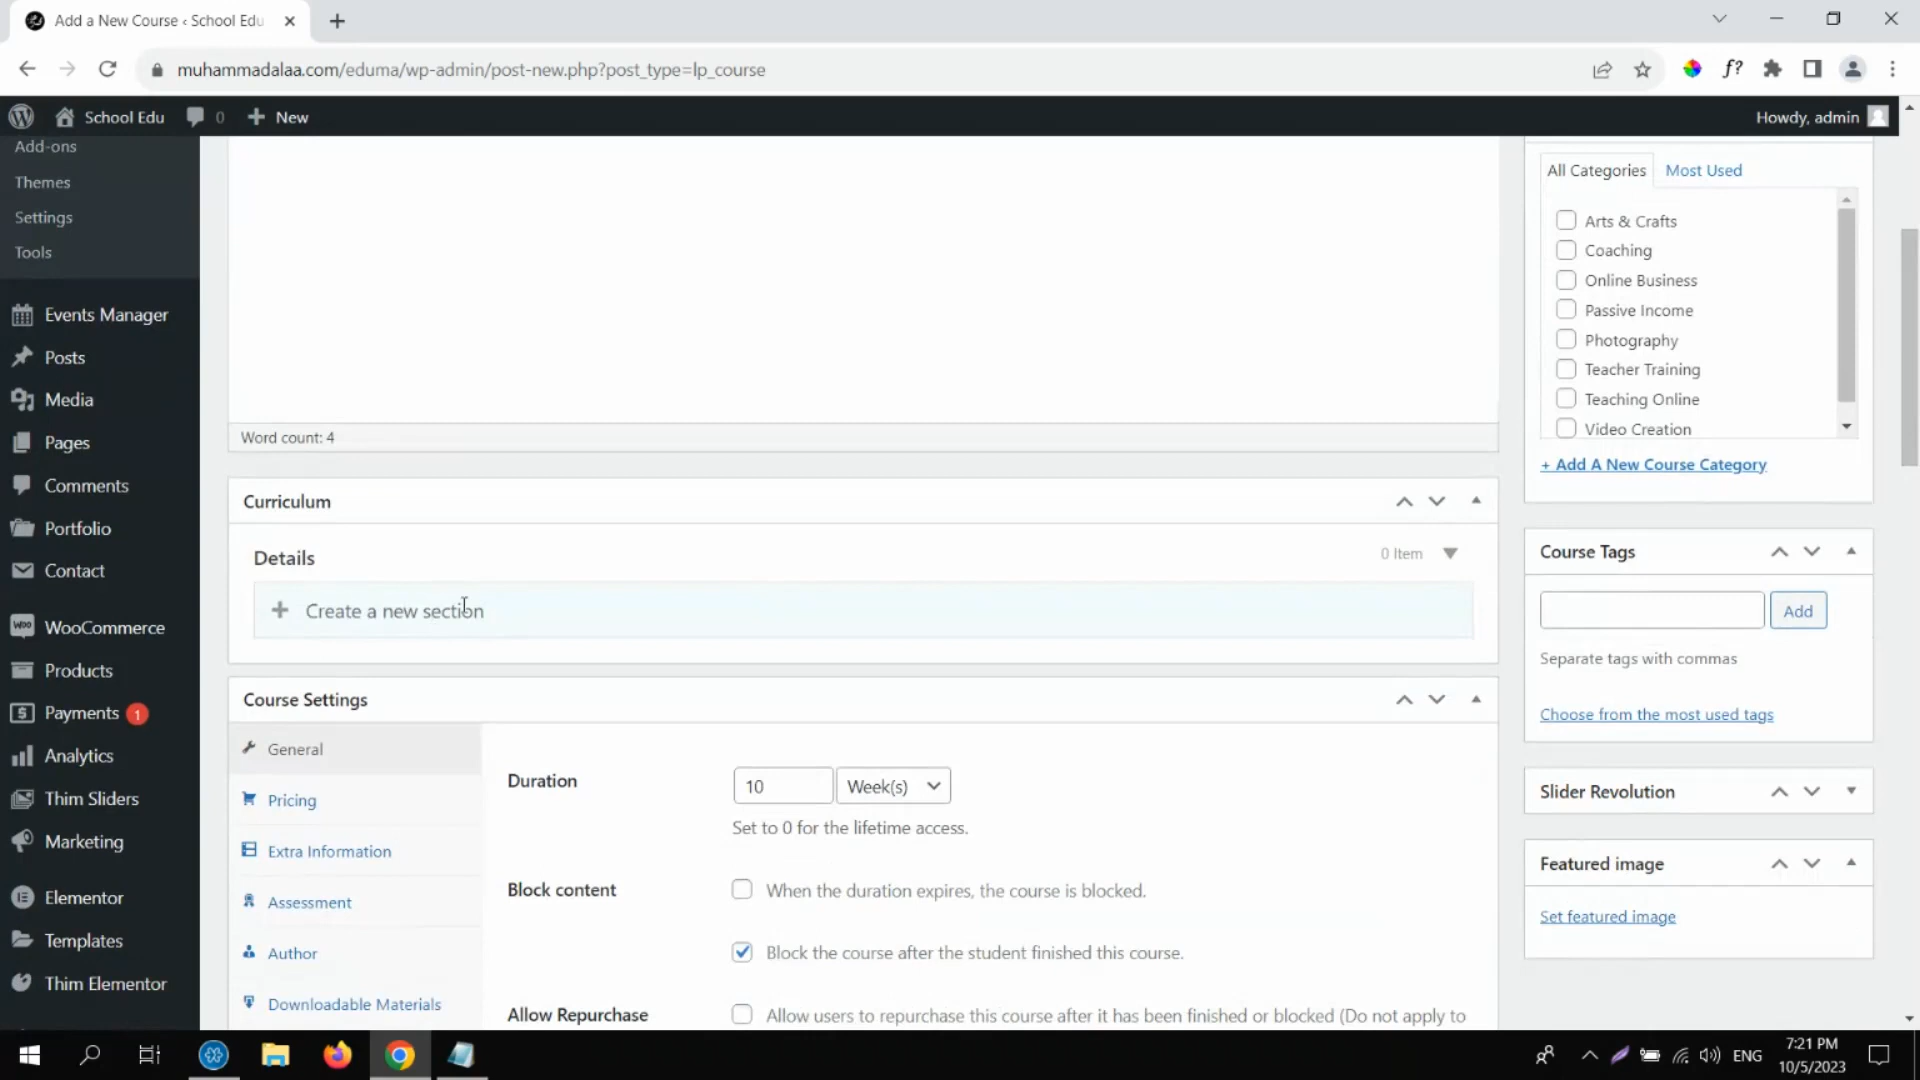 Add a New Course ‹ School Edu
muhammadalaa.com/eduma/wp-admin/post-new.php?post_type=lp_course
School Edu
0
New
Howdy, admin
Add-ons
Themes
Settings
Tools
Events Manager
Posts
Media
Pages
Comments
Portfolio
Contact
WooCommerce
Products
Payments 1
Analytics
Thim Sliders
Marketing
Elementor
Templates
Thim Elementor
Word count: 4
Curriculum
Details
0 Item
Create a new section
Course Settings
General
Pricing
Extra Information
Assessment
Author
Downloadable Materials
Duration
10 Week(s)
Set to 0 for the lifetime access.
Block content
When the duration expires, the course is blocked.
Block the course after the student finished this course.
Allow Repurchase
Allow users to repurchase this course after it has been finished or blocked (Do not apply to
All Categories
Most Used
Arts & Crafts
Coaching
Online Business
Passive Income
Photography
Teacher Training
Teaching Online
Video Creation
+ Add A New Course Category
Course Tags
Add
Separate tags with commas
Choose from the most used tags
Slider Revolution
Featured image
Set featured image
ENG
7:21 PM
10/5/2023